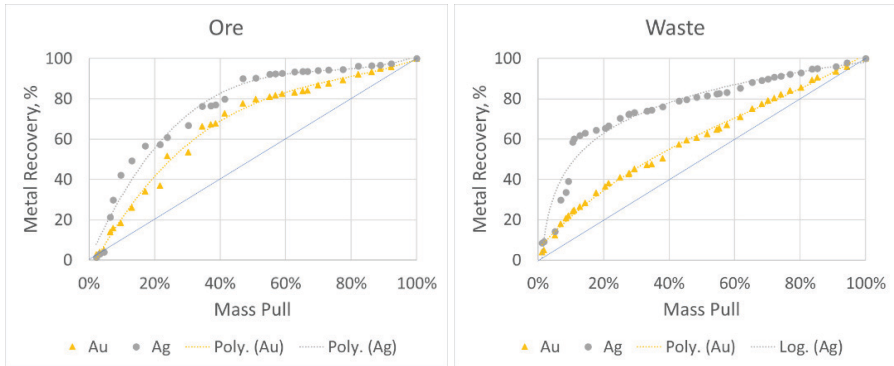 Ore
Metal Recovery, %
100
80
60
40
20
0
0% 20% 40% 60% 80% 100%
Mass Pull
Au Ag Poly. (Au) Poly. (Ag)
Waste
Metal Recovery, %
100
80
60
40
20
0
0% 20% 40% 60% 80% 100%
Mass Pull
Au Ag Poly. (Au) Log. (Ag)